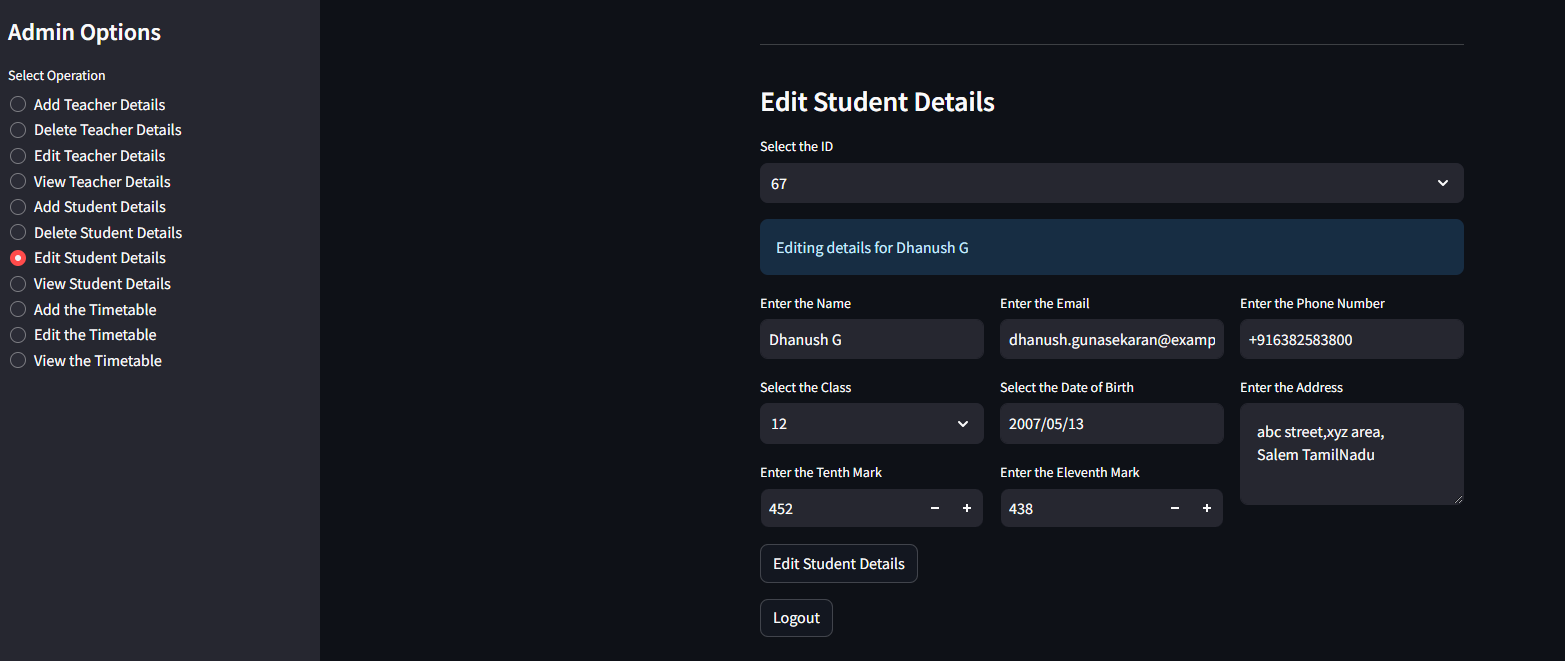 Admin Options
Select Operation
Add Teacher Details
Delete Teacher Details
Edit Teacher Details
View Teacher Details
Add Student Details
Delete Student Details
Edit Student Details
View Student Details
Add the Timetable
Edit the Timetable
View the Timetable
Edit Student Details
Select the ID
67
Editing details for Dhanush G
Enter the Name
Enter the Email
Enter the Phone Number
Dhanush G
dhanush.gunasekaran@examp
+916382583800
Select the Class
Select the Date of Birth
Enter the Address
12
2007/05/13
abc street,xyz area,
Salem TamilNadu
Enter the Tenth Mark
Enter the Eleventh Mark
452
438
Edit Student Details
Logout